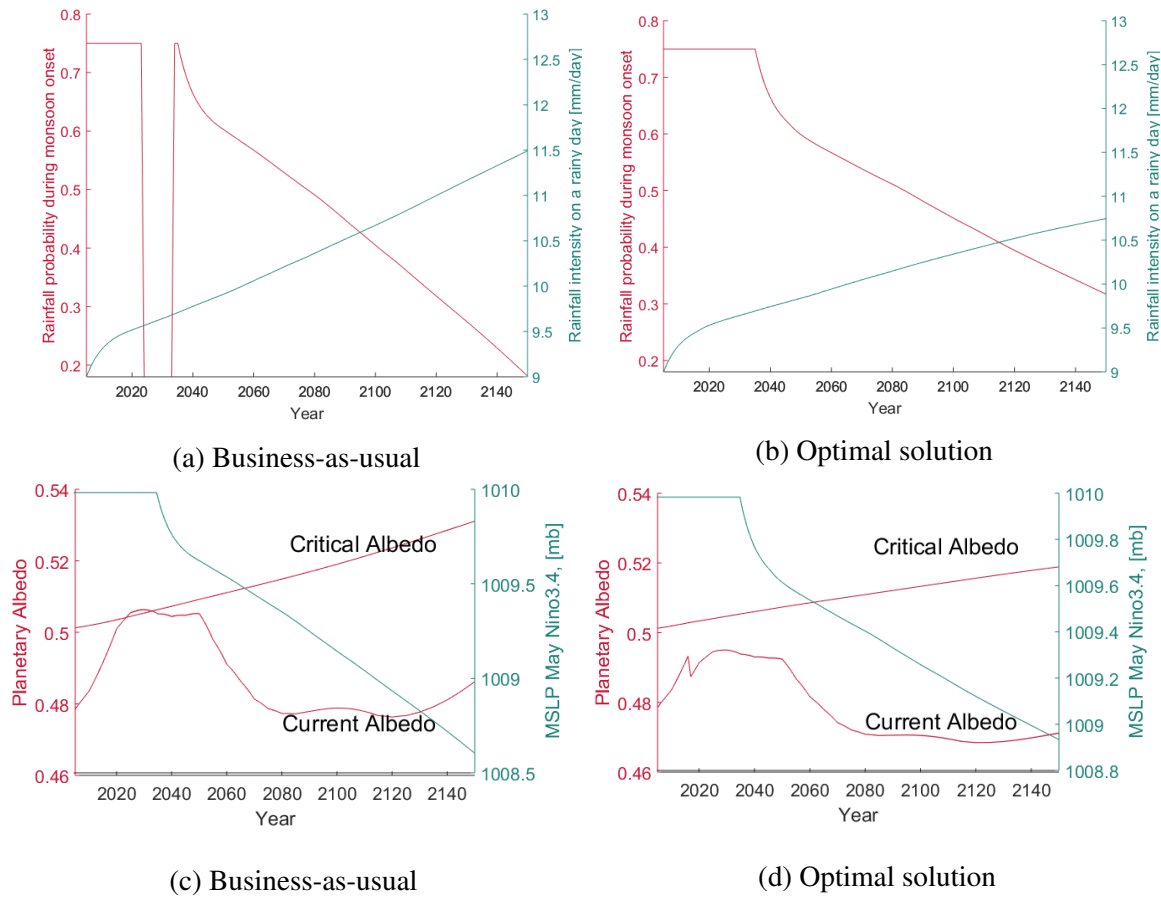 0.8
0.7
0.6
0.5
0.4
0.3
0.2
Rainfall probability during monsoon onset
13
12.5
12
11.5
11
10.5
10
9.5
9
Rainfall intensity on a rainy day [mm/day]
2020 2040 2060 2080 2100 2120 2140
Year
(a) Business-as-usual
0.8
0.7
0.6
0.5
0.4
0.3
0.2
Rainfall probability during monsoon onset
13
12.5
12
11.5
11
10.5
10
9.5
9
Rainfall intensity on a rainy day [mm/day]
2020 2040 2060 2080 2100 2120 2140
Year
(b) Optimal solution
0.54
0.52
0.5
0.48
0.46
Planetary Albedo
Critical Albedo
Current Albedo
1010
1009.5
1009
1008.5
MSLP May Nino3.4, [mb]
2020 2040 2060 2080 2100 2120 2140
Year
(c) Business-as-usual
0.54
0.52
0.5
0.48
0.46
Planetary Albedo
Critical Albedo
Current Albedo
1010
1009.8
1009.6
1009.4
1009.2
1009
1008.8
MSLP May Nino3.4, [mb]
2020 2040 2060 2080 2100 2120 2140
Year
(d) Optimal solution